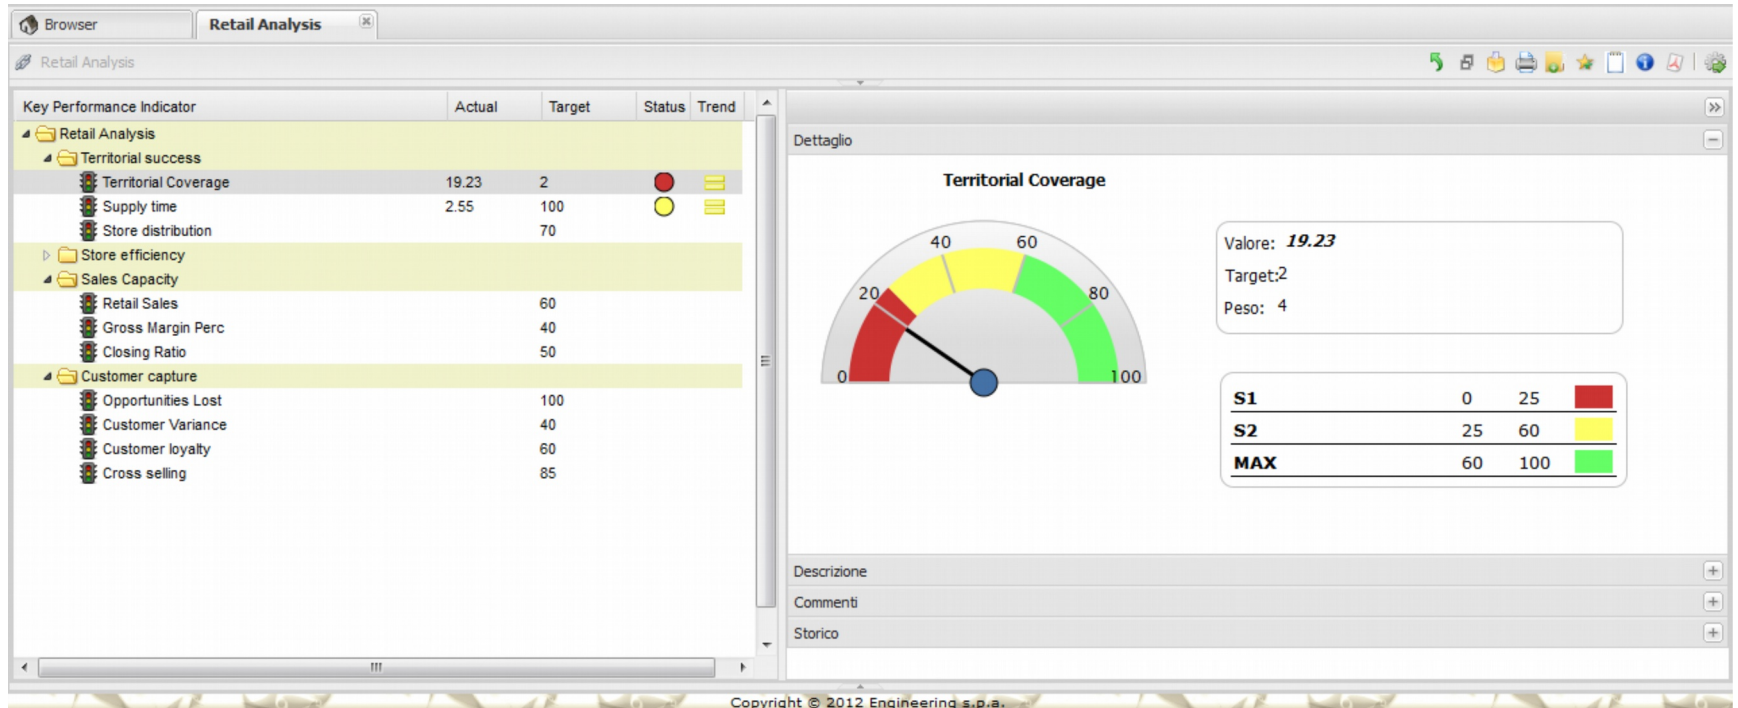 Browser Retail Analysis
Retail Analysis
Key Performance Indicator Actual Target Status Trend
Retail Analysis
Territorial success
Territorial Coverage 19.23 2
Supply time 2.55 100
Store distribution 70
Store efficiency
Sales Capacity
Retail Sales 60
Gross Margin Perc 40
Closing Ratio 50
Customer capture
Opportunities Lost 100
Customer Variance 40
Customer loyalty 60
Cross selling 85
Dettaglio
Territorial Coverage
0 20 40 60 80 100
Valore: 19.23
Target:2
Peso: 4
S1 0 25
S2 25 60
MAX 60 100
Descrizione
Commenti
Storico
Copyright © 2012 Engineering s.p.a.